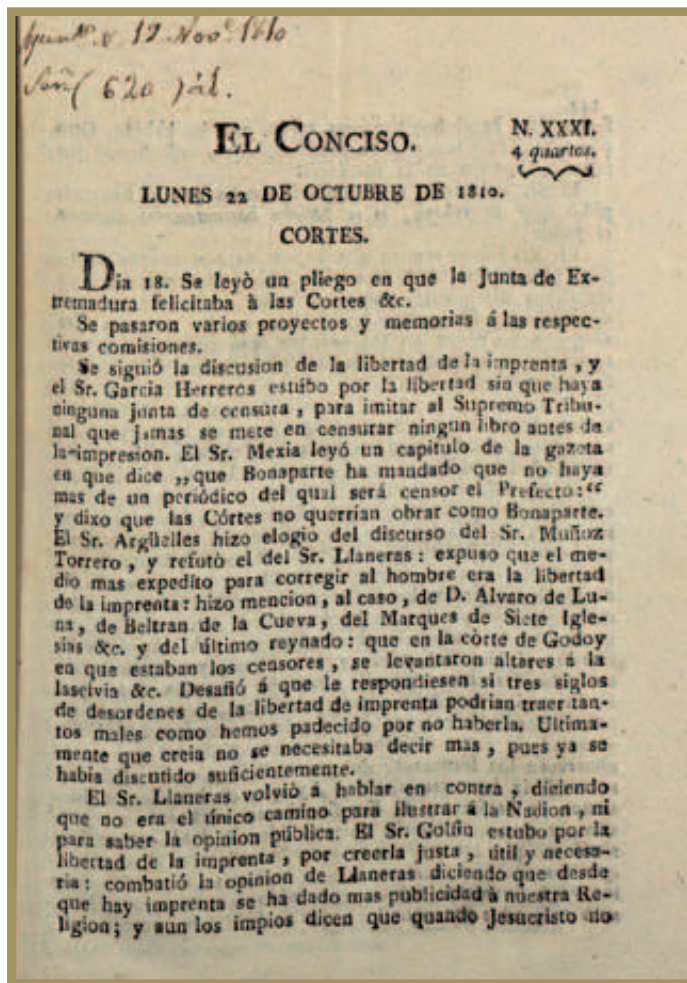 12 Nov.e 1810
( 620 )
EL CONCISO.
N. XXXI.
4 quartos.
LUNES 22 DE OCTUBRE DE 1810.
CORTES.
Dia 18. Se leyò un pliego en que la Junta de Ex-
tremadura felicitaba à las Cortes &c.
Se pasaron varios proyectos y memorias á las respec-
tivas comisiones.
Se siguió la discusion de la libertad de la imprenta, y
el Sr. Garcia Herreros estubo por la libertad sin que haya
ninguna junta de censura, para imitar al Supremo Tribu-
nal que jamas se mete en censurar ningun libro antes de
la impresion. El Sr. Mexia leyó un capitulo de la gazeta
en que dice „que Bonaparte ha mandado que no haya
mas de un periódico del qual será censor el Prefecto:“
y dixo que las Córtes no querrian obrar como Bonaparte.
El Sr. Argüelles hizo elogio del discurso del Sr. Muñoz
Torrero, y refutò el del Sr. Llaneras: expuso que el me-
dio mas expedito para corregir al hombre era la libertad
de la imprenta: hizo mencion, al caso, de D. Alvaro de Lu-
na, de Beltran de la Cueva, del Marques de Siete Igle-
sias &c. y del último reynado: que en la corte de Godoy
en que estaban los censores, se levantaron altares á la
lascivia &c. Desafió á que le respondiesen si tres siglos
de desordenes de la libertad de imprenta podrian traer tan-
tos males como hemos padecido por no haberla. Ultima-
mente que creia no se necesitaba decir mas, pues ya se
habia discutido suficientemente.
El Sr. Llaneras volvió á hablar en contra, diciendo
que no era el único camino para ilustrar á la Nadion, ni
para saber la opinion pública. El Sr. Golfin estubo por la
libertad de la imprenta, por creerla justa, útil y necesa-
ria: combatió la opinion de Llaneras diciendo que desde
que hay imprenta se ha dado mas publicidad à nuestra Re-
ligion; y aun los impios dicen que quando Jesucristo no